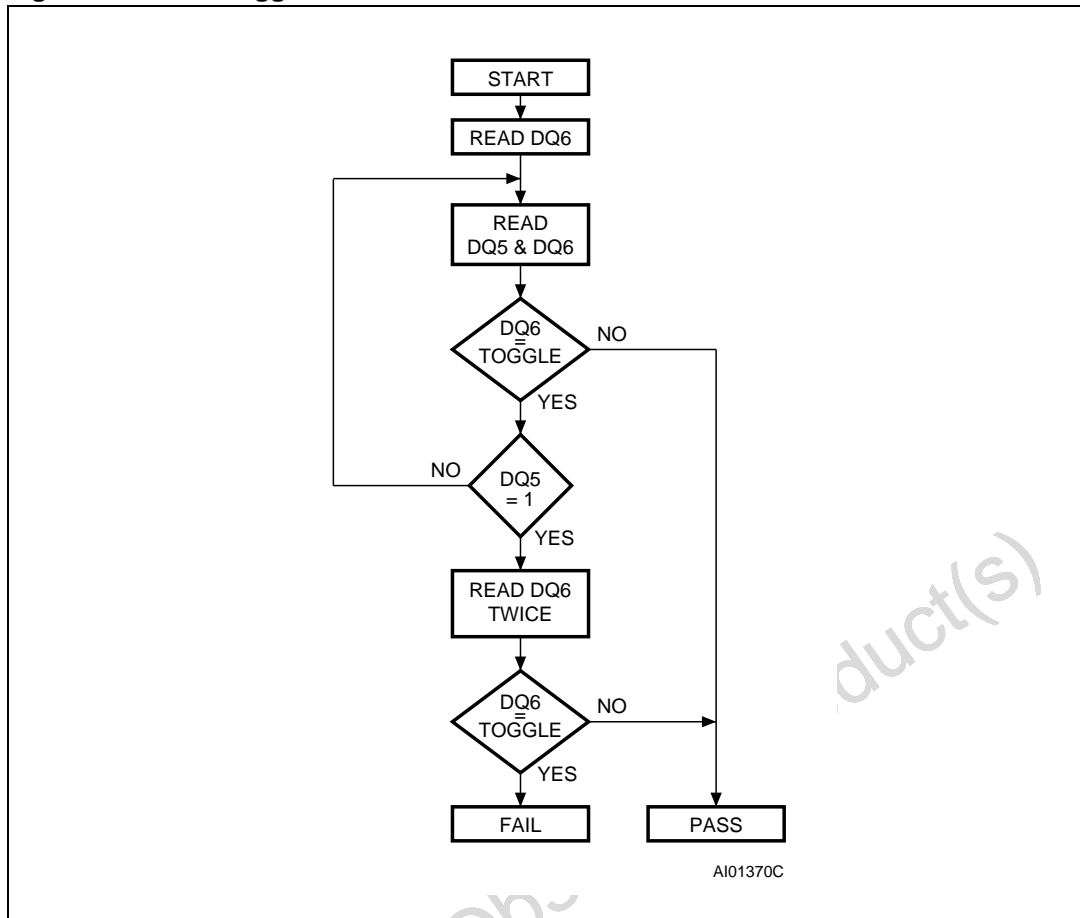 START
READ DQ6
READ
DQ5 & DQ6
DQ6
=
TOGGLE
NO
YES
NO
DQ5
= 1
YES
READ DQ6
TWICE
DQ6
=
TOGGLE
NO
YES
FAIL
PASS
AI01370C